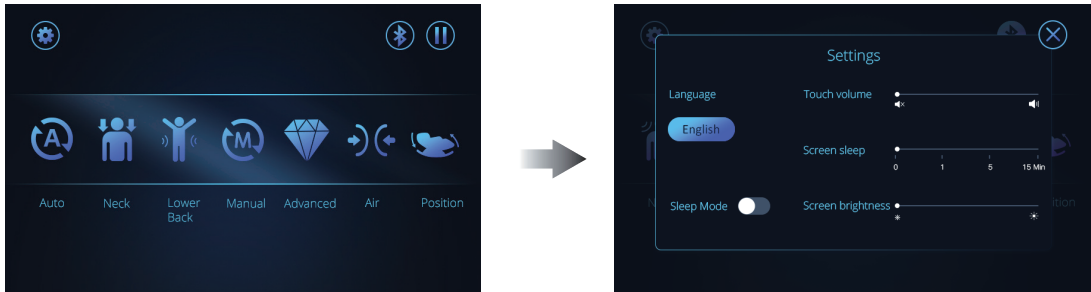 A
M
Auto
Neck
Lower
Back
Manual
Advanced
Air
Position
Settings
Language
English
Sleep Mode
Touch volume
Screen sleep
0 1 5 15 Min
Screen brightness
N
ition